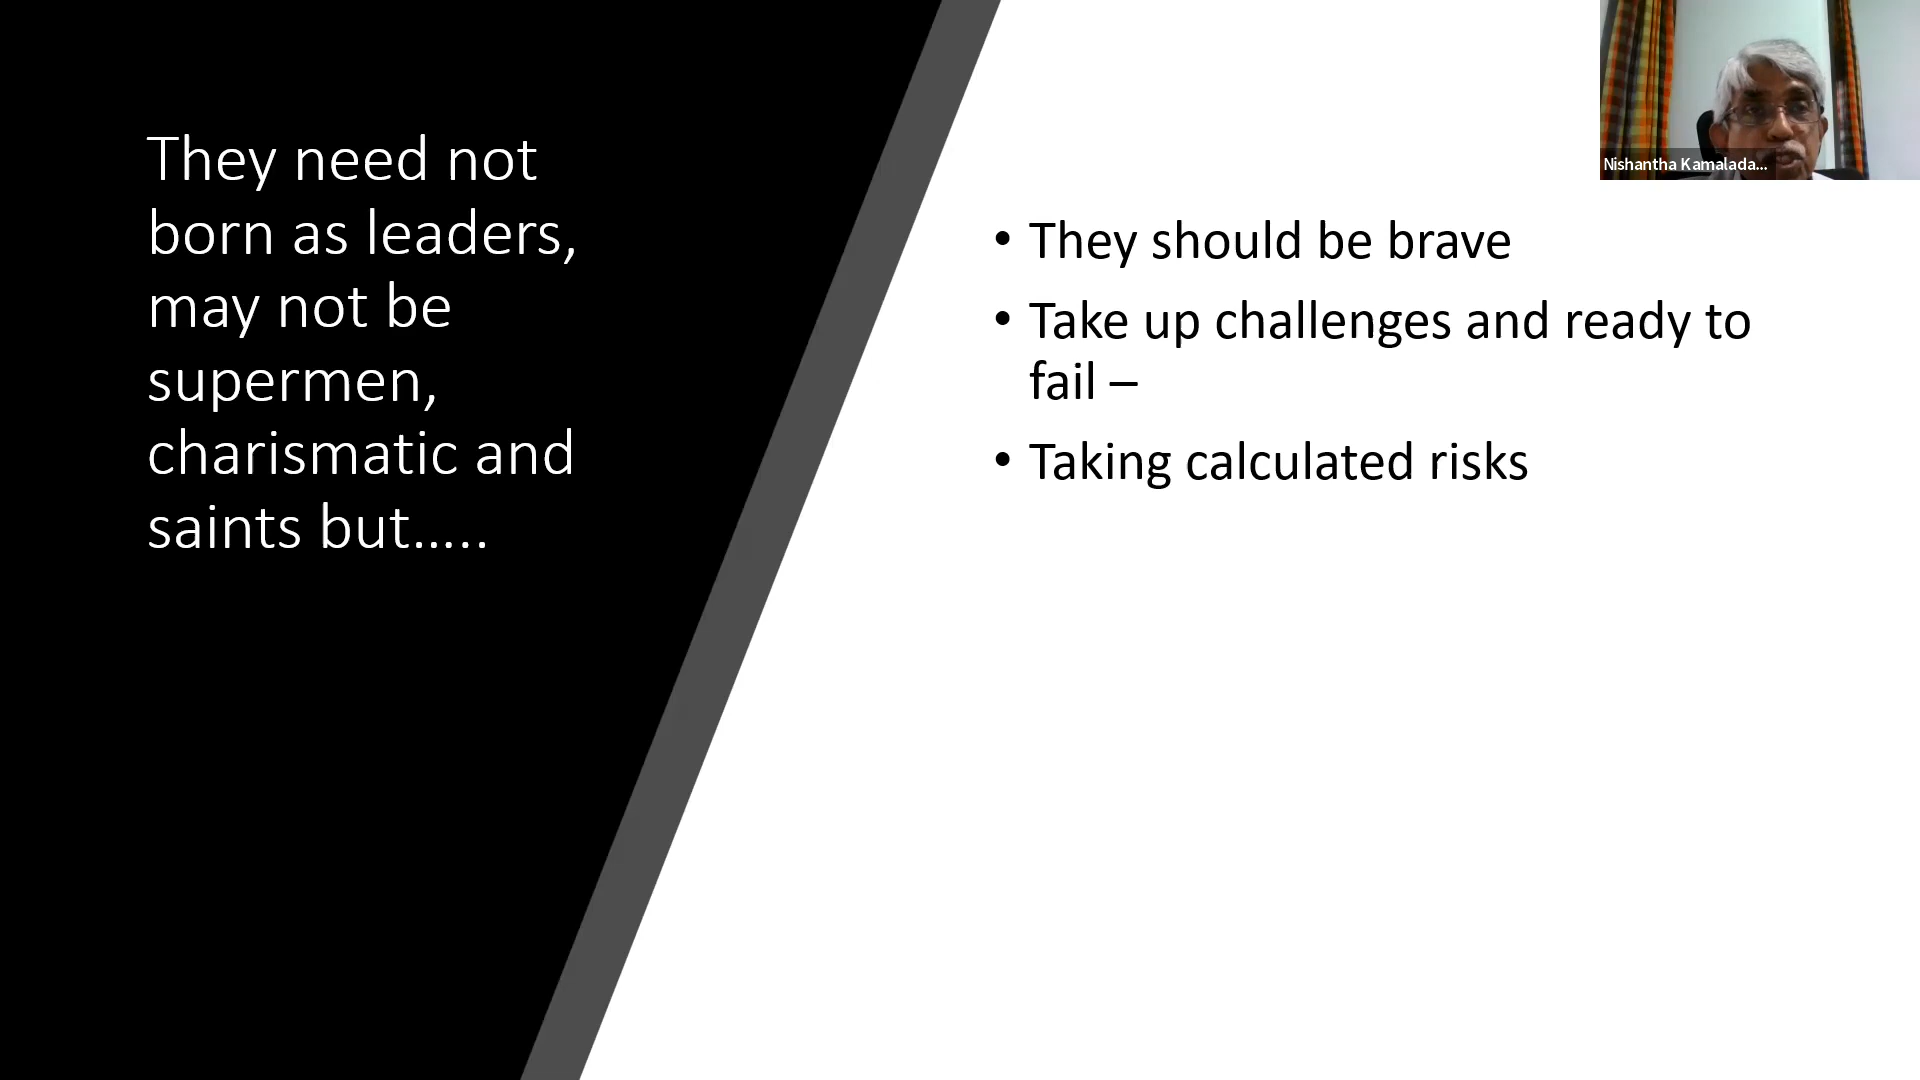 They need not
born as leaders,
may not be
supermen,
charismatic and
saints but…..
• They should be brave
• Take up challenges and ready to
fail –
• Taking calculated risks
Nishantha Kamalada...